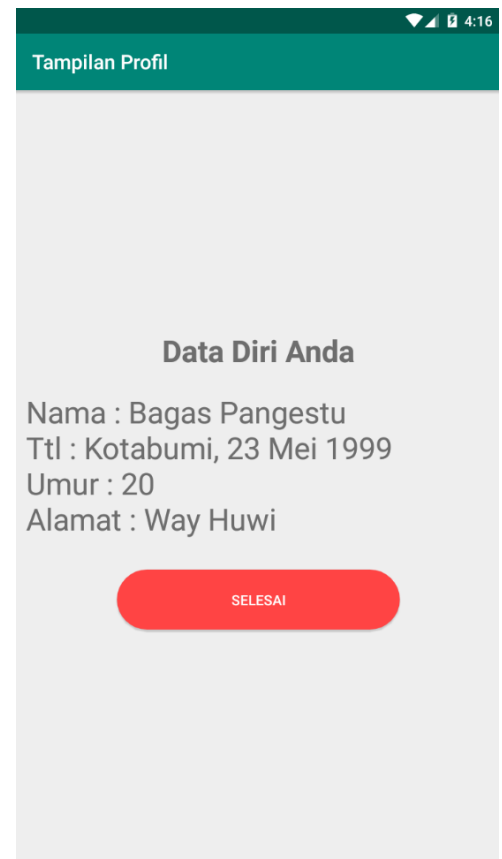 4:16
Tampilan Profil
Data Diri Anda
Nama : Bagas Pangestu
Ttl : Kotabumi, 23 Mei 1999
Umur : 20
Alamat : Way Huwi
SELESAI